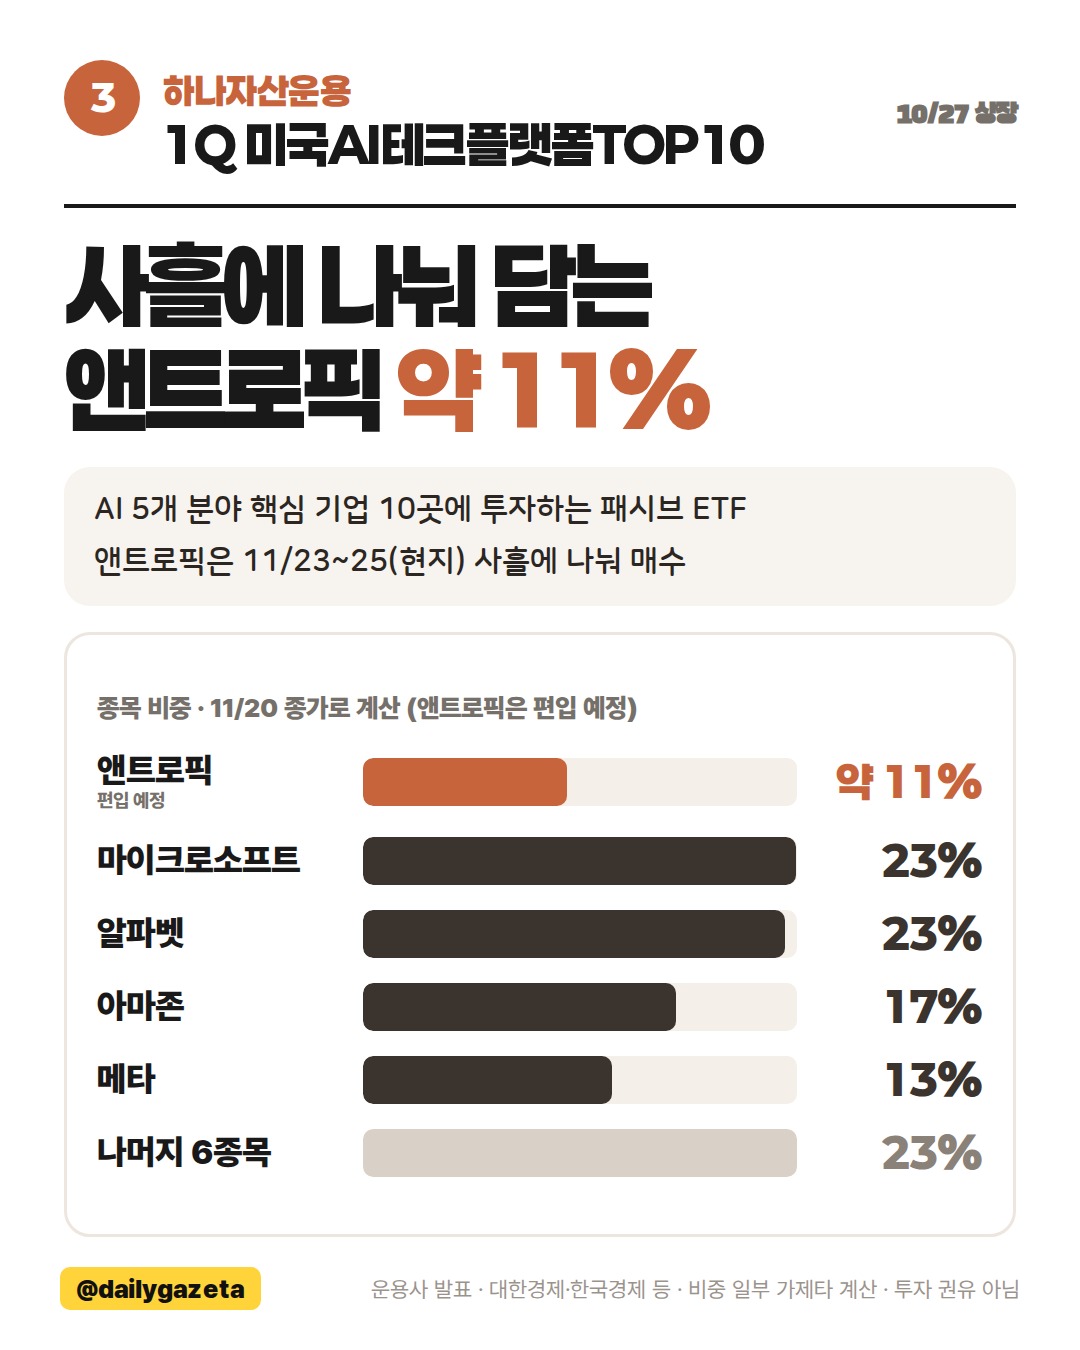 3
하나자산운용
1Q 미국AI테크플랫폼TOP10
10/27 상장
사흘에 나눠 담는
앤트로픽 약 11%
AI 5개 분야 핵심 기업 10곳에 투자하는 패시브 ETF
앤트로픽은 11/23~25(현지) 사흘에 나눠 매수
종목 비중 · 11/20 종가로 계산 (앤트로픽은 편입 예정)
앤트로픽 약 11%
편입 예정
마이크로소프트 23%
알파벳 23%
아마존 17%
메타 13%
나머지 6종목 23%
@dailygazeta
운용사 발표 · 대한경제·한국경제 등 · 비중 일부 가제타 계산 · 투자 권유 아님